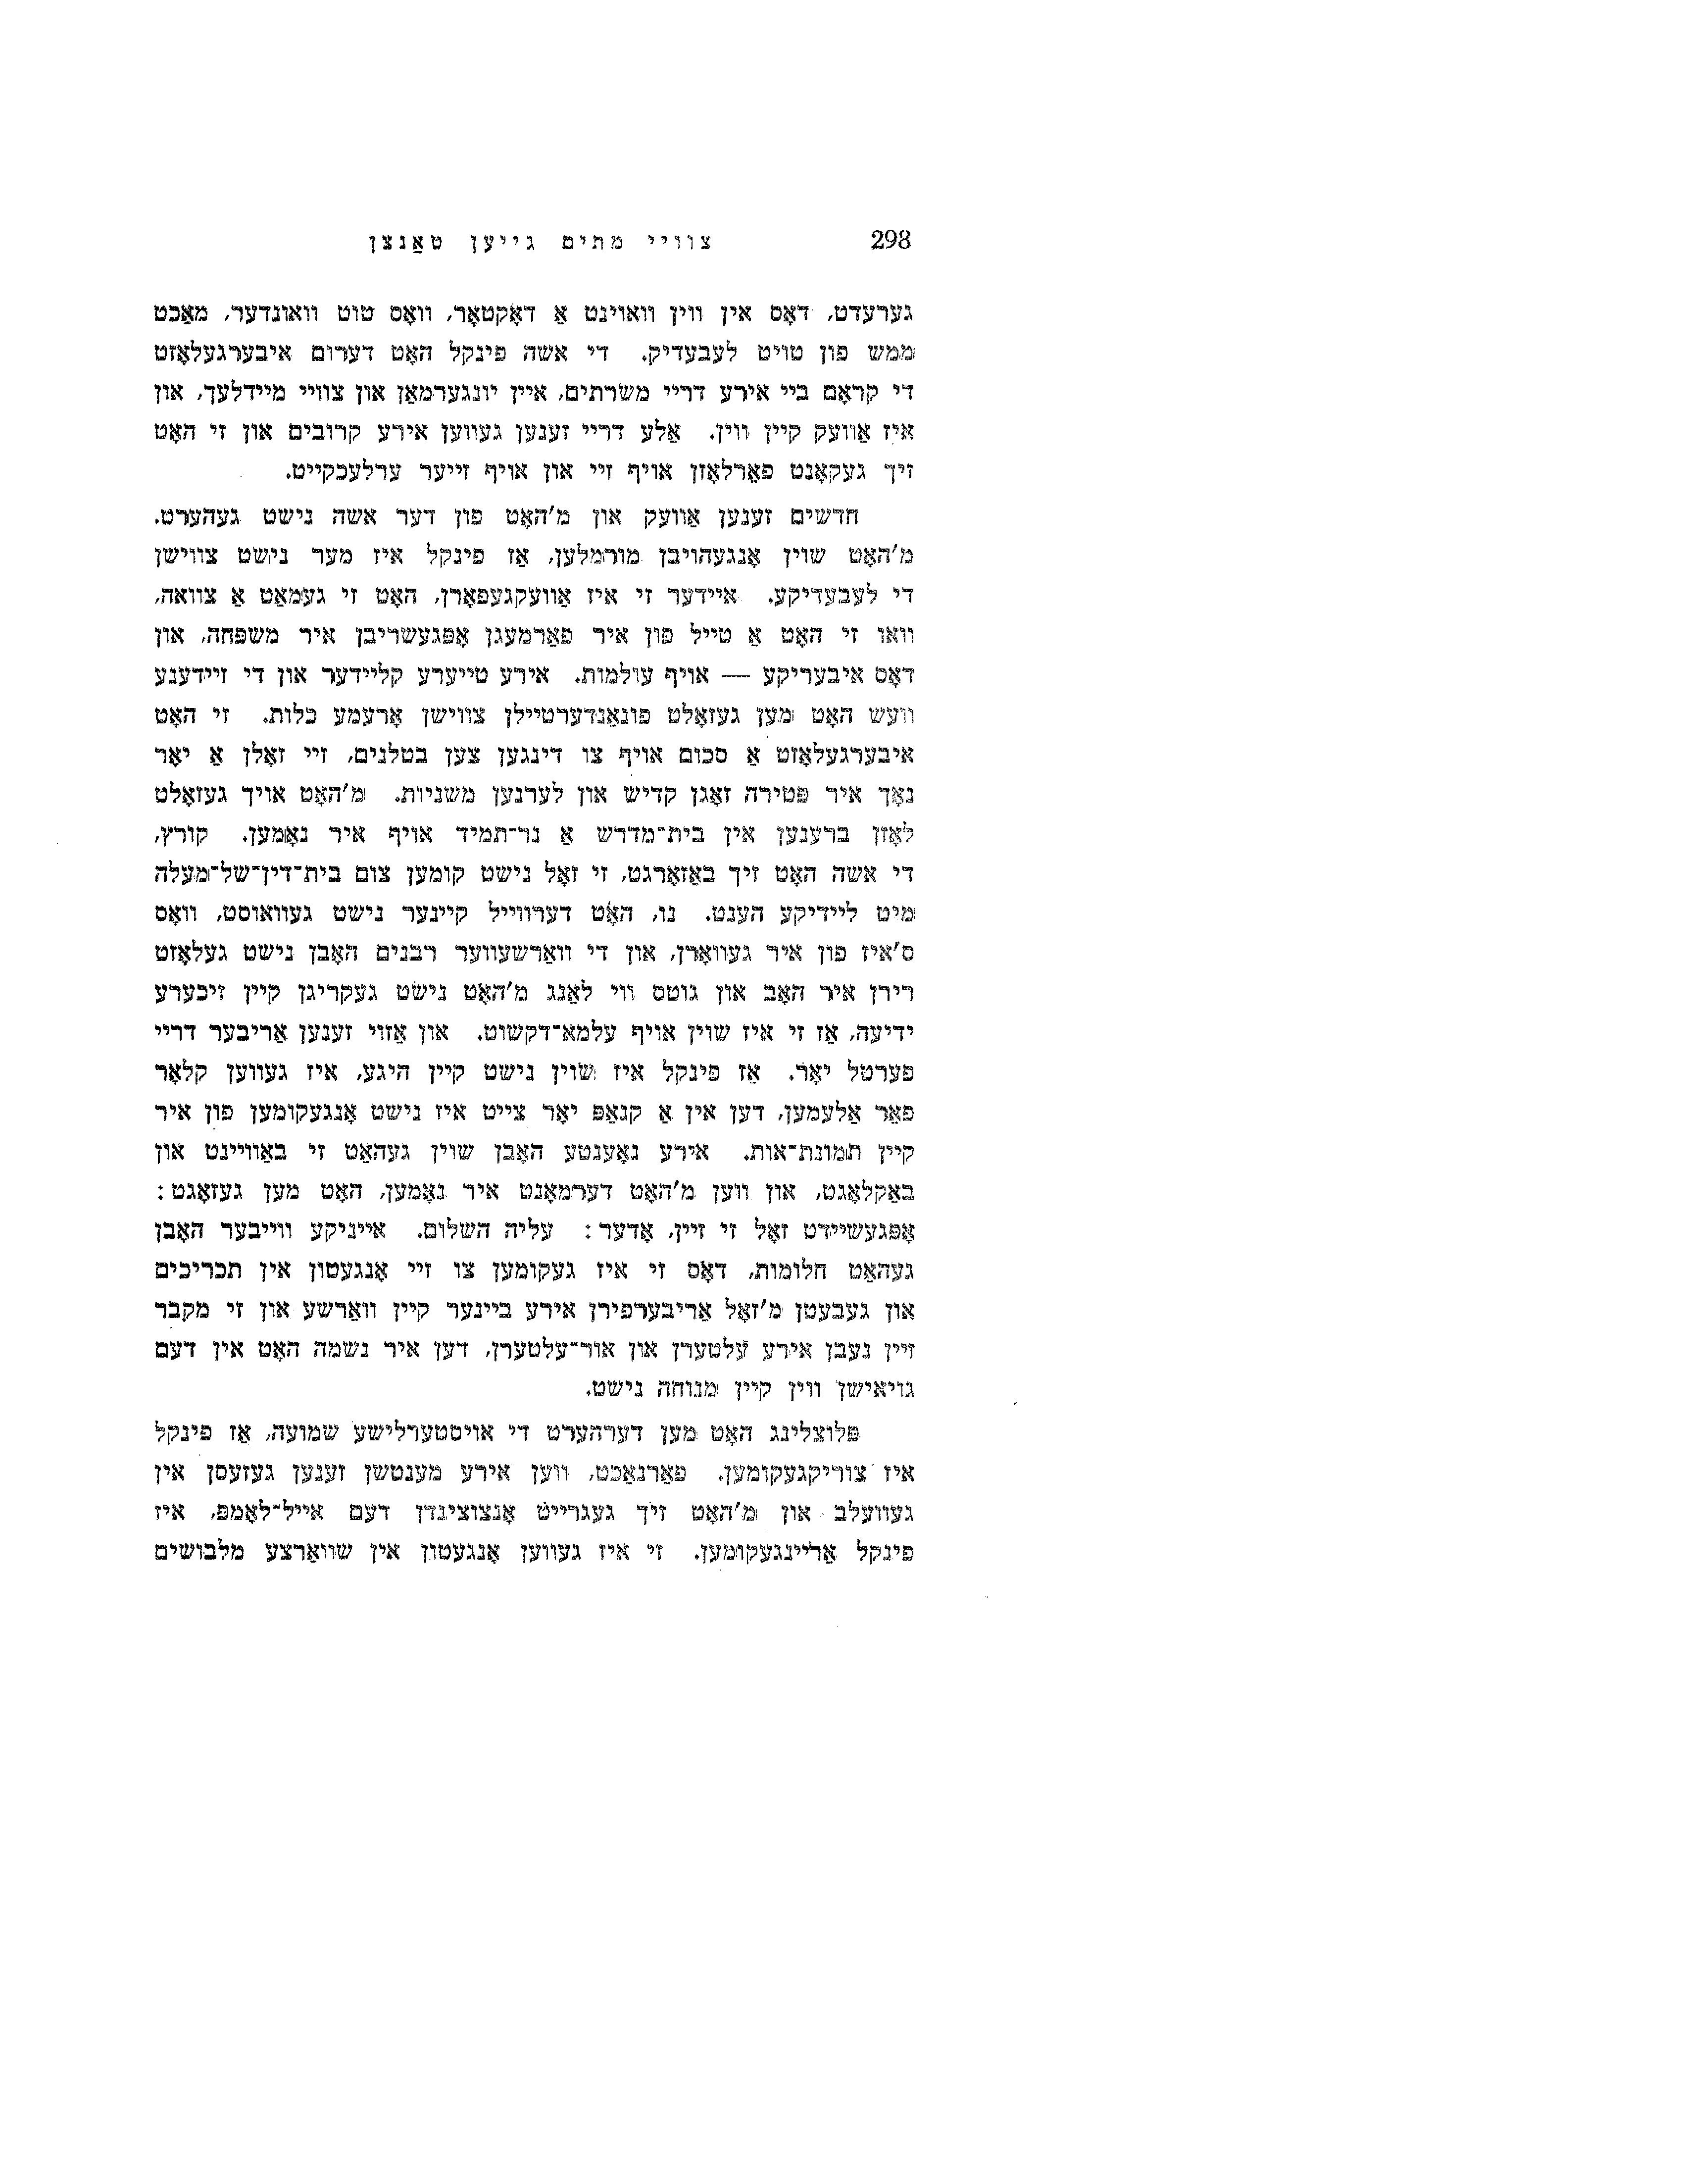 298 צוויי מתים גייען טאַנצן
גערעדט, דאָס אין ווין וואוינט אַ דאָקטאָר, וואָס טוט וואונדער, מאַכט
ממש פון טויט לעבעדיק. די אשה פינקל האָט דערום איבערגעלאָזט
די קראָם ביי אירע דריי משרתים, איין יונגערמאַן און צוויי מיידלעך, און
איז אַוועק קיין ווין. אַלע דריי זענען געווען אירע קרובים און זי האָט
זיך געקאָנט פאַרלאָזן אויף זיי און אויף זייער ערלעכקייט.
חדשים זענען אַוועק און מ'האָט פון דער אשה נישט געהערט.
מ'האָט שוין אָנגעהויבן מורמלען, אַז פינקל איז מער נישט צווישן
די לעבעדיקע. איידער זי איז אַוועקגעפאָרן, האָט זי געמאַט אַ צוואה,
וואו זי האָט אַ טייל פון איר פאַרמעגן אָפּגעשריבן איר משפּחה, און
דאָס איבעריקע — אויף עולמות. אירע טייערע קליידער און די זיידענע
וועש האָט מען געזאָלט פונאַנדערטיילן צווישן אָרעמע כּלות. זי האָט
איבערגעלאָזט אַ סכום אויף צו דינגען צען בטלנים, זיי זאָלן אַ יאָר
נאָך איר פּטירה זאָגן קדיש און לערנען משניות. מ'האָט אויך געזאָלט
לאָזן ברענען אין בית־מדרש אַ נר־תמיד אויף איר נאָמען. קורץ,
די אשה האָט זיך באַזאָרגט, זי זאָל נישט קומען צום בית־דין־של־מעלה
מיט ליידיקע הענט. נו, האָט דערווייל קיינער נישט געוואוסט, וואָס
ס'איז פון איר געוואָרן, און די וואַרשעווער רבנים האָבן נישט געלאָזט
רירן איר האָב און גוטס ווי לאַנג מ'האָט נישט געקריגן קיין זיכערע
ידיעה, אַז זי איז שוין אויף עלמא־דקשוט. און אַזוי זענען אַריבער דריי
פערטל יאָר. אַז פינקל איז שוין נישט קיין היגע, איז געווען קלאָר
פאַר אַלעמען, דען אין אַ קנאַפּ יאָר צייט איז נישט אָנגעקומען פון איר
קיין תמונת־אות. אירע נאָענטע האָבן שוין געהאַט זי באַוויינט און
באַקלאָגט, און ווען מ'האָט דערמאָנט איר נאָמען, האָט מען געזאָגט:
אָפּגעשיידט זאָל זי זיין, אָדער: עליה השלום. אייניקע ווייבער האָבן
געהאַט חלומות, דאָס זי איז געקומען צו זיי אָנגעטון אין תכריכים
און געבעטן מ'זאָל אַריבערפירן אירע ביינער קיין וואַרשע און זי מקבר
זיין נעבן אירע עלטערן און אור־עלטערן, דען איר נשמה האָט אין דעם
גויאישן ווין קיין מנוחה נישט.
פּלוצלינג האָט מען דערהערט די אויסטערלישע שמועה, אַז פינקל
איז צוריקגעקומען. פאַרנאַכט, ווען אירע מענטשן זענען געזעסן אין
געוועלב און מ'האָט זיך געגרייט אָנצוצינדן דעם אייל־לאָמפּ, איז
פינקל אַריינגעקומען. זי איז געווען אָנגעטון אין שוואַרצע מלבושים